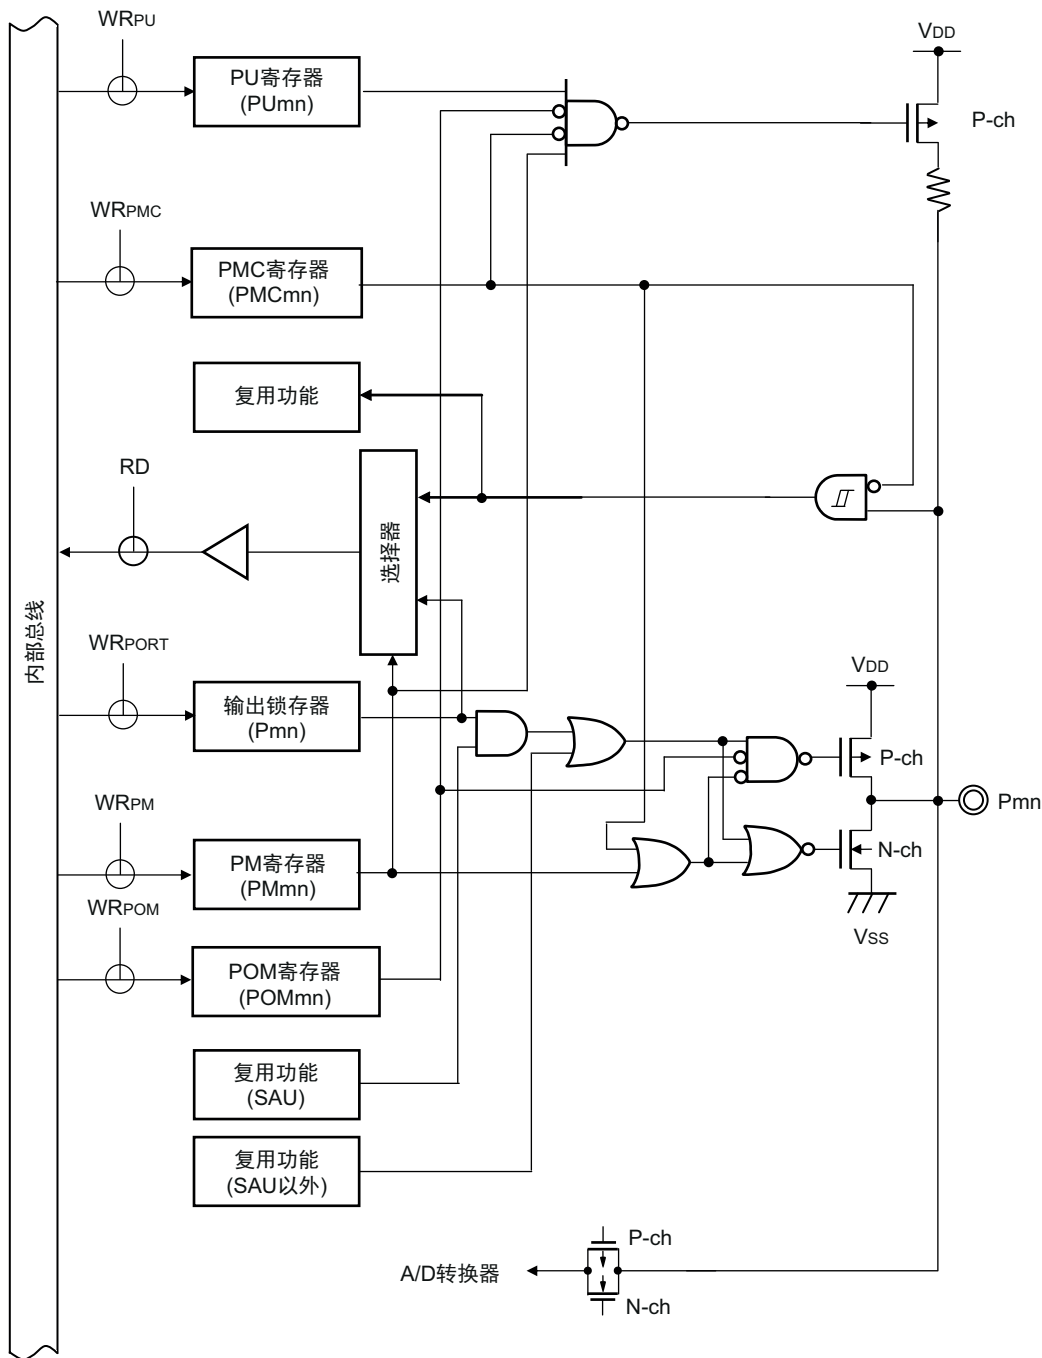 WRPU
PU寄存器
(PUmn)
VDD
P-ch
WRPMC
PMC寄存器
(PMCmn)
复用功能
RD
选择器
内部总线
WRPORT
输出锁存器
(Pmn)
VDD
P-ch
Pmn
N-ch
VSS
WRPM
PM寄存器
(PMmn)
WRPOM
POM寄存器
(POMmn)
复用功能
(SAU)
复用功能
(SAU以外)
P-ch
A/D转换器
N-ch